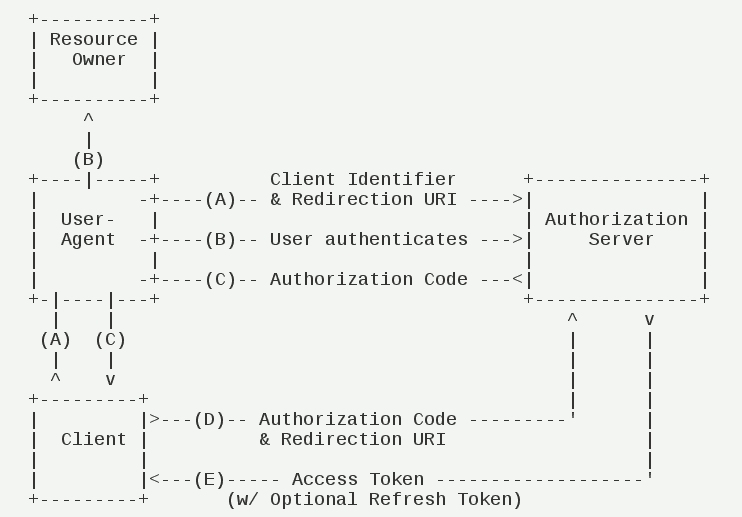 +----------+
| Resource |
|   Owner  |
|          |
+----------+
     ^
     |
    (B)
+----|-----+          Client Identifier      +---------------+
|         -+----(A)-- & Redirection URI ---->|               |
|  User-   |                                 | Authorization |
|  Agent  -+----(B)-- User authenticates --->|     Server    |
|          |                                 |               |
|         -+----(C)-- Authorization Code ---<|               |
+-|----|---+                                 +---------------+
  |    |                                         ^      v
 (A)  (C)                                        |      |
  |    |                                         |      |
  ^    v                                         |      |
+---------+                                      |      |
|         |>---(D)-- Authorization Code ---------'      |
|  Client |          & Redirection URI                  |
|         |                                             |
|         |<---(E)----- Access Token -------------------'
+---------+       (w/ Optional Refresh Token)